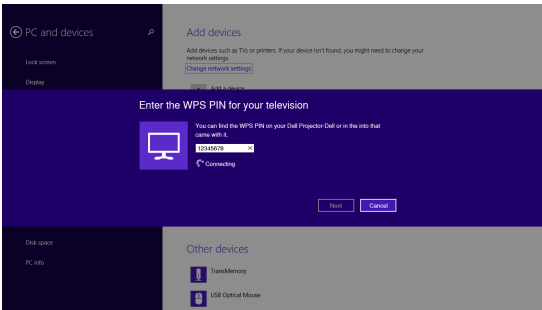 PC and devices
Lock screen
Display
Disk space
PC info
Add devices
Add devices such as TVs or printers. If your device isn't found, you might need to change your
network settings.
Change network settings
Add a device
Enter the WPS PIN for your television
You can find the WPS PIN on your Dell Projector-Dell or in the into that
came with it.
12345678
Connecting
Next
Cancel
Other devices
TransMemory
USB Optical Mouse